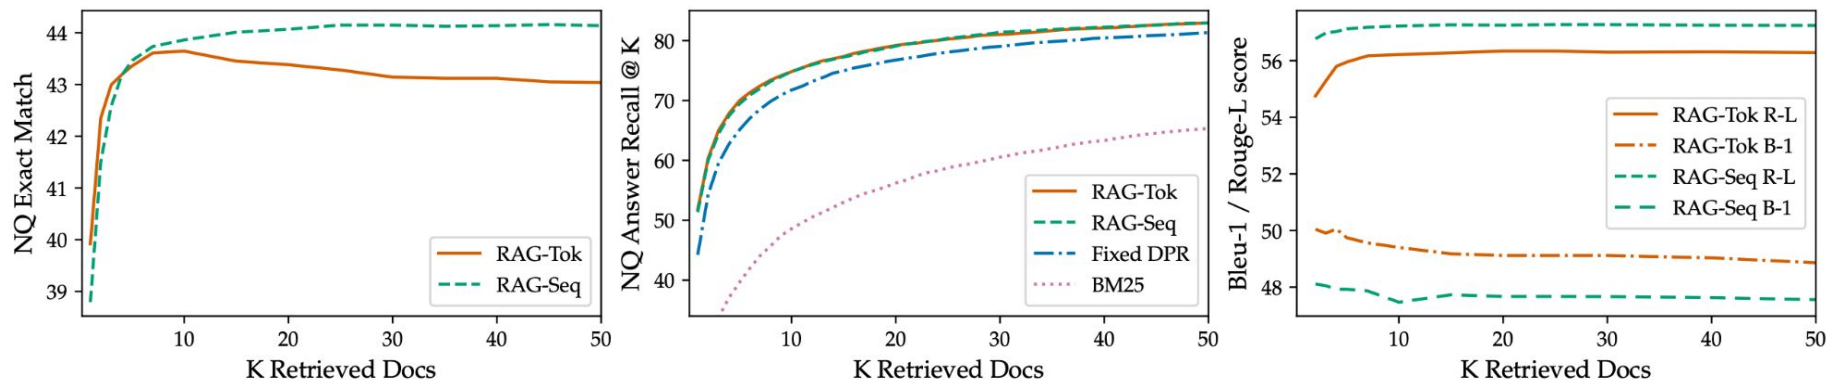 NQ Exact Match
44
43
42
41
40
39
10 20 30 40 50
K Retrieved Docs
RAG-Tok
RAG-Seq
NQ Answer Recall @ K
80
70
60
50
40
10 20 30 40 50
K Retrieved Docs
RAG-Tok
RAG-Seq
Fixed DPR
BM25
Bleu-1 / Rouge-L score
56
54
52
50
48
10 20 30 40 50
K Retrieved Docs
RAG-Tok R-L
RAG-Tok B-1
RAG-Seq R-L
RAG-Seq B-1